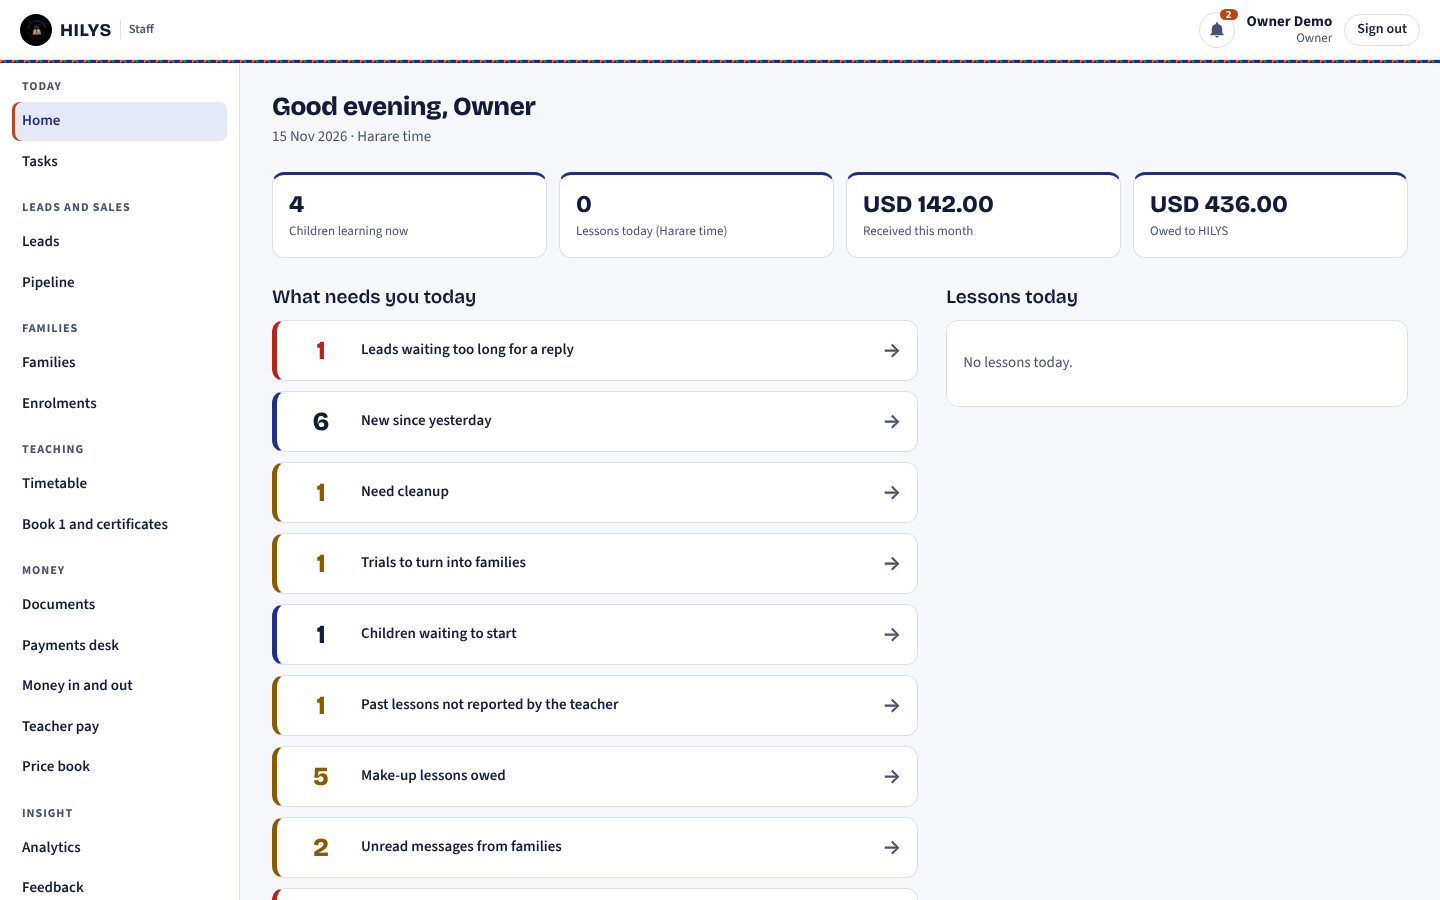 HILYS
Staff
2
Owner Demo
Owner
Sign out
TODAY
Home
Tasks
LEADS AND SALES
Leads
Pipeline
FAMILIES
Families
Enrolments
TEACHING
Timetable
Book 1 and certificates
MONEY
Documents
Payments desk
Money in and out
Teacher pay
Price book
INSIGHT
Analytics
Feedback
Good evening, Owner
15 Nov 2026 · Harare time
4
Children learning now
0
Lessons today (Harare time)
USD 142.00
Received this month
USD 436.00
Owed to HILYS
What needs you today
1 Leads waiting too long for a reply
6 New since yesterday
1 Need cleanup
1 Trials to turn into families
1 Children waiting to start
1 Past lessons not reported by the teacher
5 Make-up lessons owed
2 Unread messages from families
Lessons today
No lessons today.